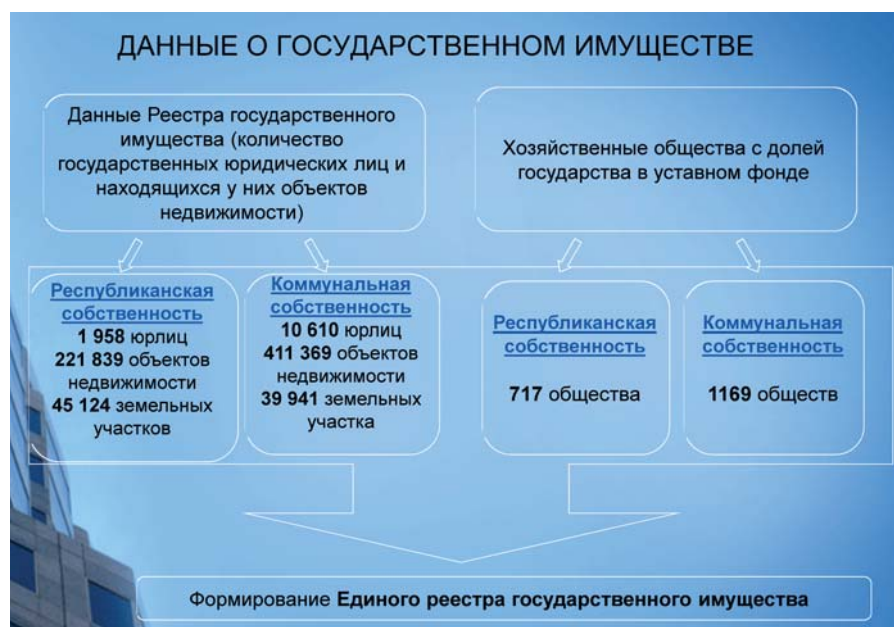 ДАННЫЕ О ГОСУДАРСТВЕННОМ ИМУЩЕСТВЕ
Данные Реестра государственного
имущества (количество
государственных юридических лиц и
находящихся у них объектов
недвижимости)
Хозяйственные общества с долей
государства в уставном фонде
Республиканская
собственность
1 958 юрлиц
221 839 объектов
недвижимости
45 124 земельных
участков
Коммунальная
собственность
10 610 юрлиц
411 369 объектов
недвижимости
39 941 земельных
участка
Республиканская
собственность
717 общества
Коммунальная
собственность
1169 обществ
Формирование Единого реестра государственного имущества